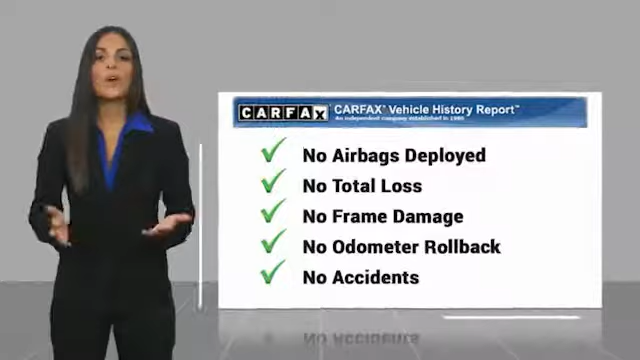 CARFAX CARFAX® Vehicle History Report™
An independent company established in 1986
No Airbags Deployed
No Total Loss
No Frame Damage
No Odometer Rollback
No Accidents